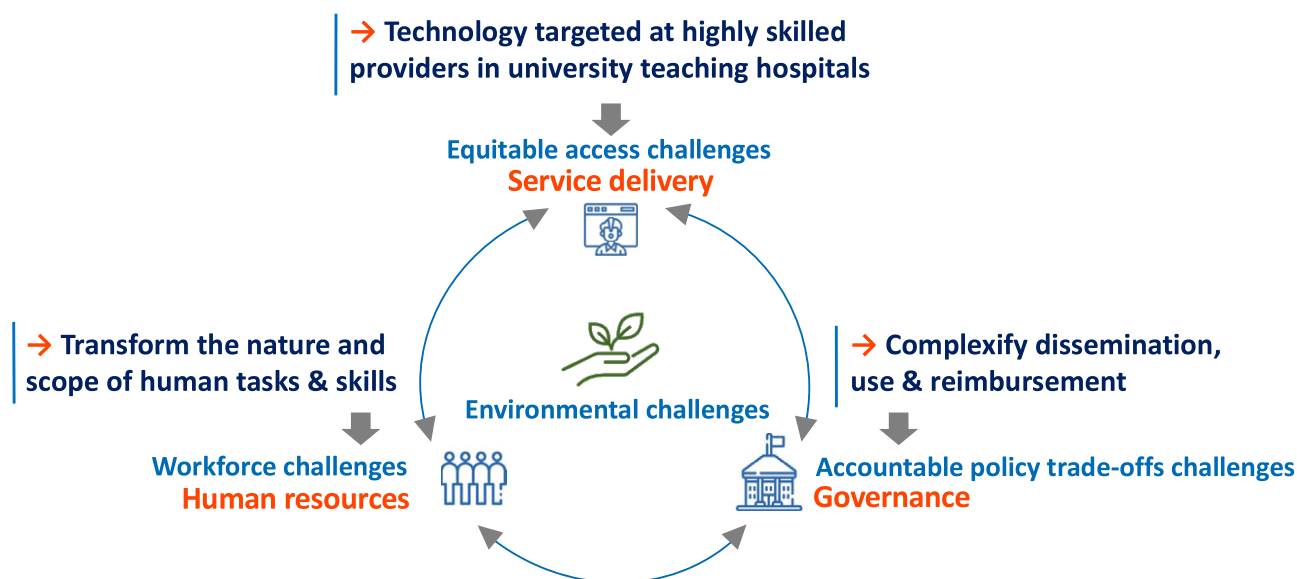 → Technology targeted at highly skilled
providers in university teaching hospitals
Equitable access challenges
Service delivery
→ Transform the nature and
scope of human tasks & skills
→ Complexify dissemination,
use & reimbursement
Environmental challenges
Workforce challenges
Human resources
Accountable policy trade-offs challenges
Governance